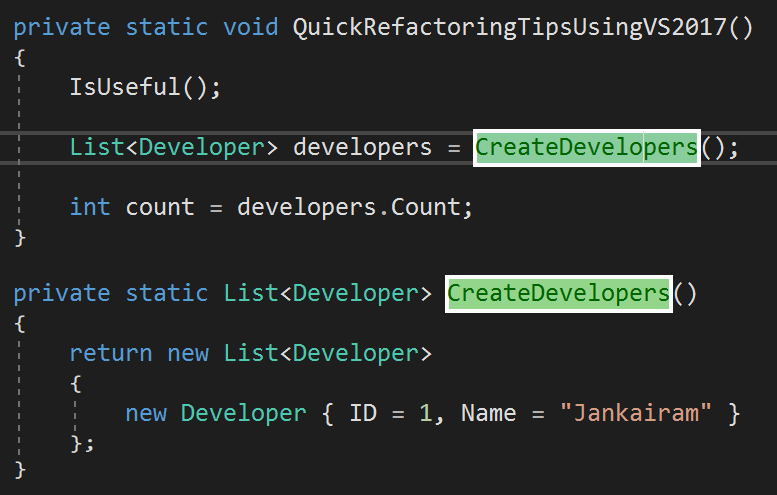 private static void QuickRefactoringTipsUsingVS2017()
{
IsUseful();
List<Developer> developers = CreateDevelopers();
int count = developers.Count;
}
private static List<Developer> CreateDevelopers()
{
return new List<Developer>
{
new Developer { ID = 1, Name = "Jankairam" }
};
}